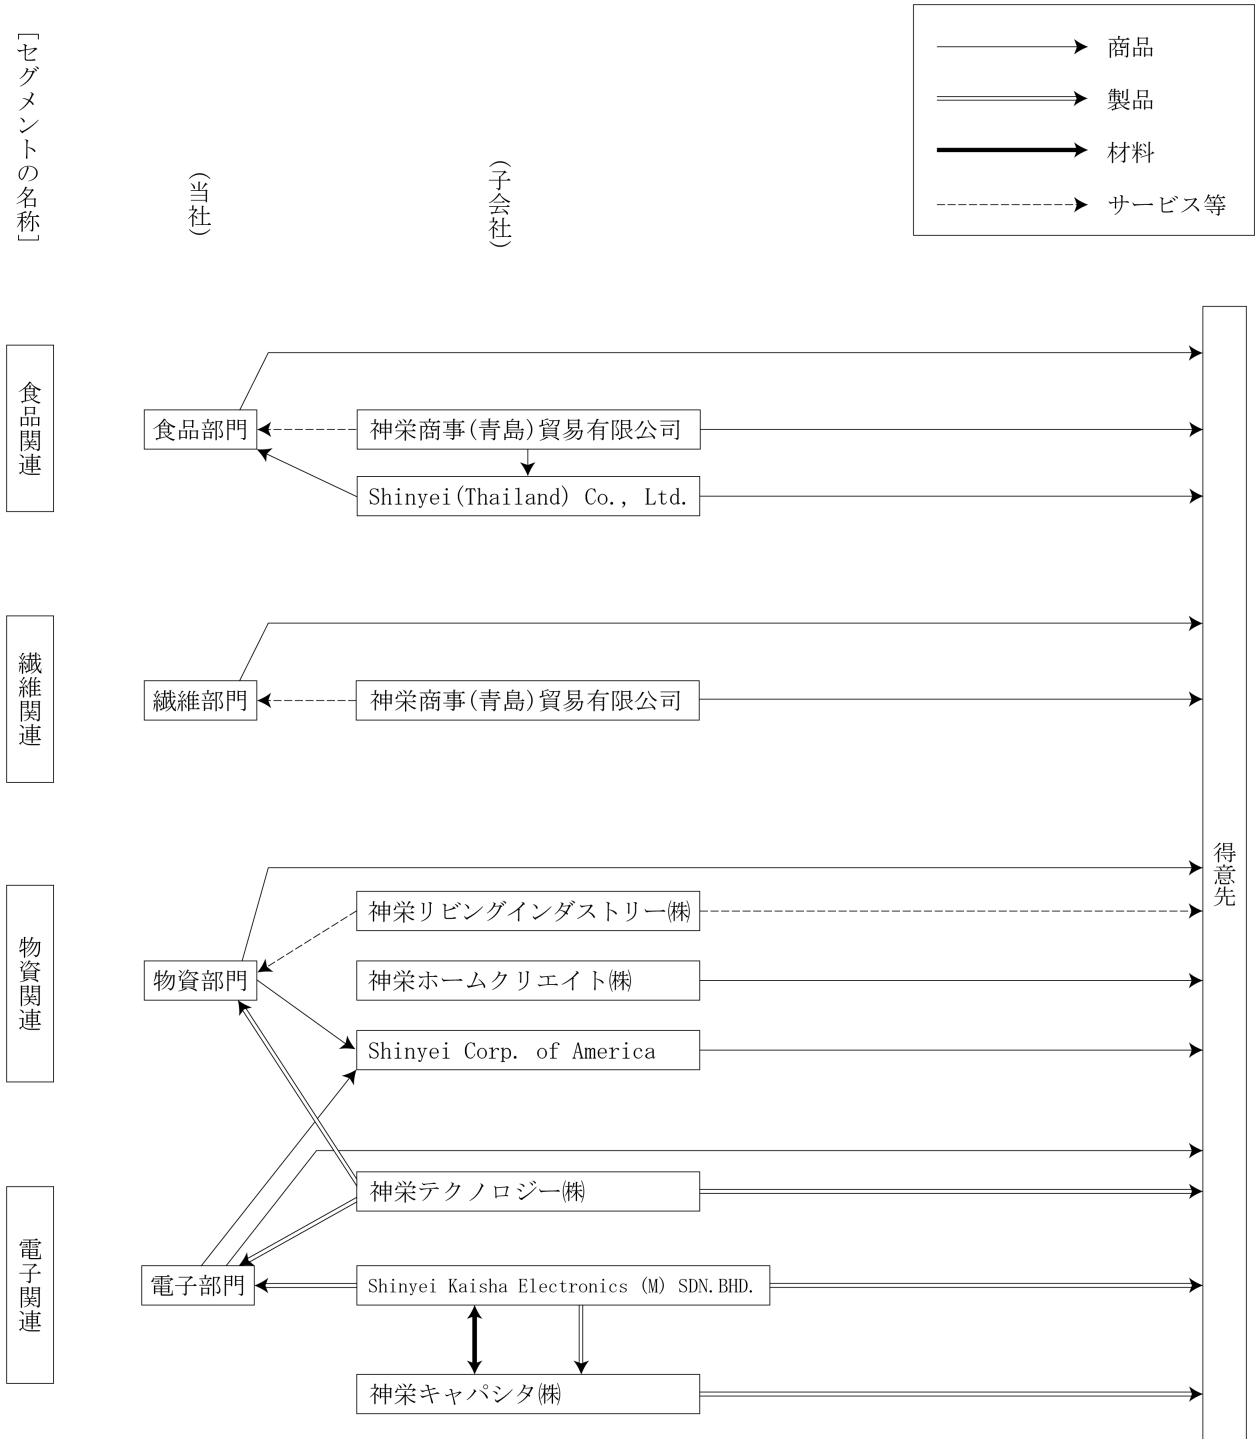 [セグメントの名称]
(当社)
(子会社)
商品
製品
材料
サービス等
食品関連
食品部門
神栄商事(青島)貿易有限公司
Shinyei(Thailand) Co., Ltd.
繊維関連
繊維部門
神栄商事(青島)貿易有限公司
得意先
物資関連
物資部門
神栄リビングインダストリー㈱
神栄ホームクリエイト㈱
Shinyei Corp. of America
電子関連
電子部門
神栄テクノロジー㈱
Shinyei Kaisha Electronics (M) SDN.BHD.
神栄キャパシタ㈱